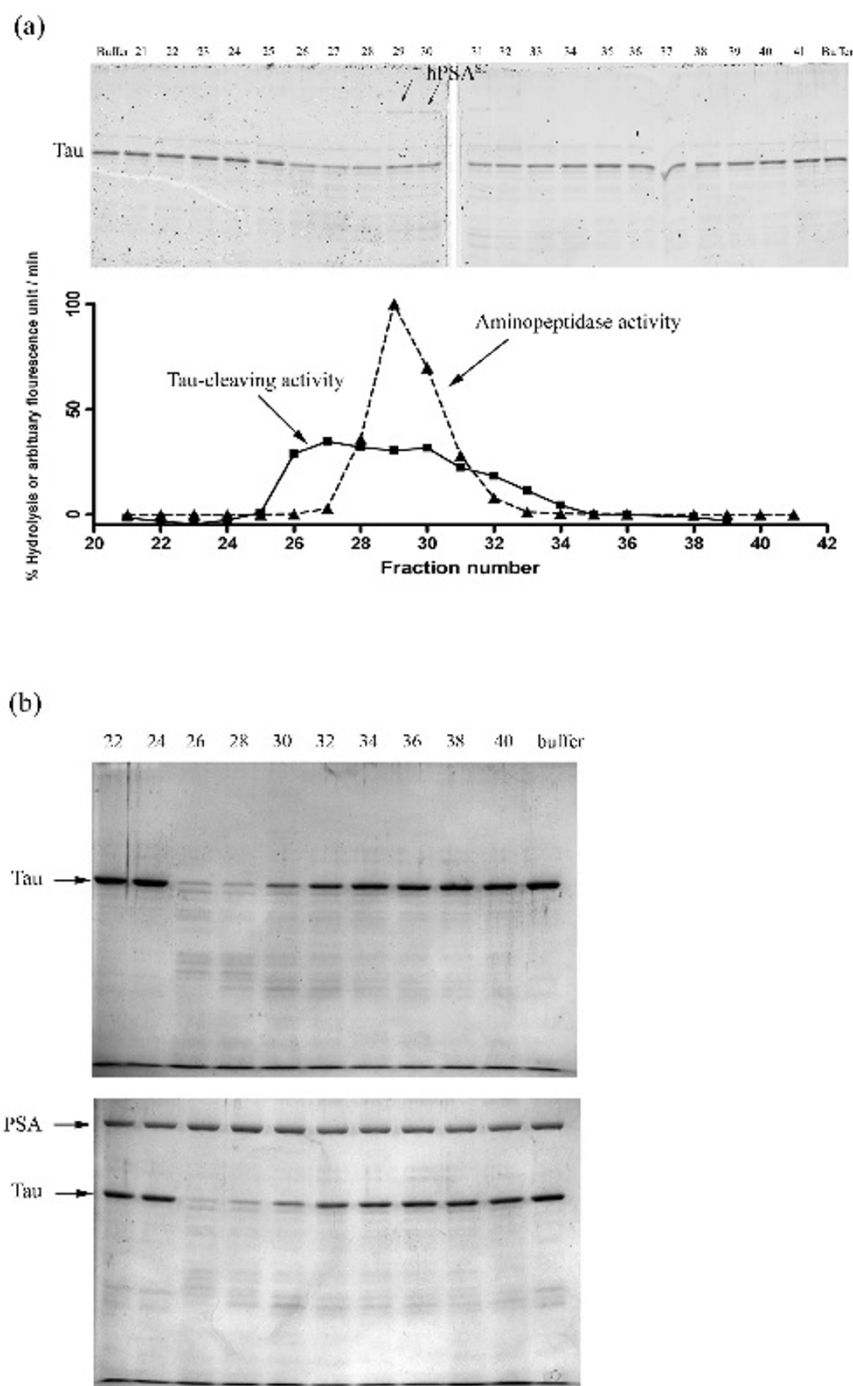 (a)
Buffer 21 22 23 24 25 26 27 28 29 30 31 32 33 34 35 36 37 38 39 40 41 Buffer
Tau
% Hydrolysis or arbituary flourescence unit / min
100
50
0
Aminopeptidase activity
Tau-cleaving activity
20 22 24 26 28 30 32 34 36 38 40 42
Fraction number
(b)
22 24 26 28 30 32 34 36 38 40 buffer
Tau
PSA
Tau